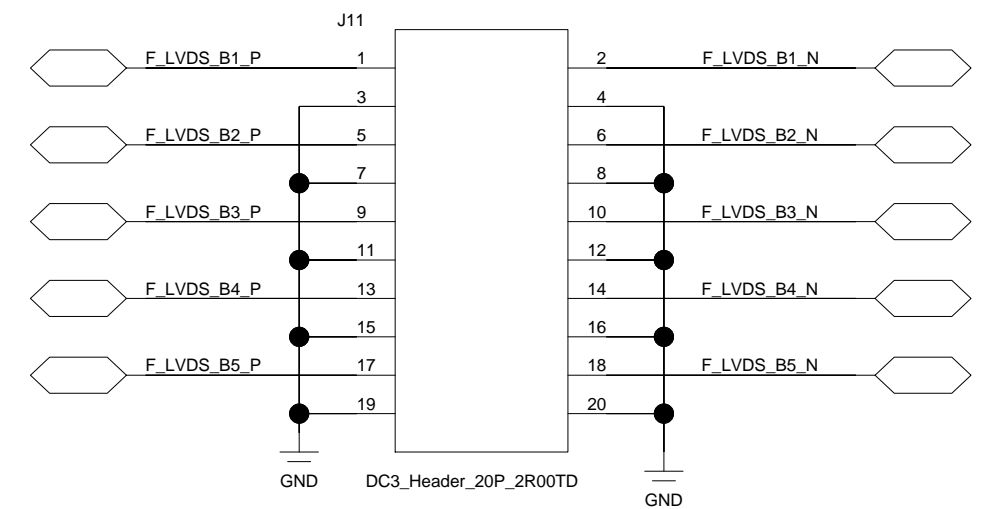 J11
F_LVDS_B1_P 1 2 F_LVDS_B1_N
3 4
F_LVDS_B2_P 5 6 F_LVDS_B2_N
7 8
F_LVDS_B3_P 9 10 F_LVDS_B3_N
11 12
F_LVDS_B4_P 13 14 F_LVDS_B4_N
15 16
F_LVDS_B5_P 17 18 F_LVDS_B5_N
19 20
GND DC3_Header_20P_2R00TD
GND